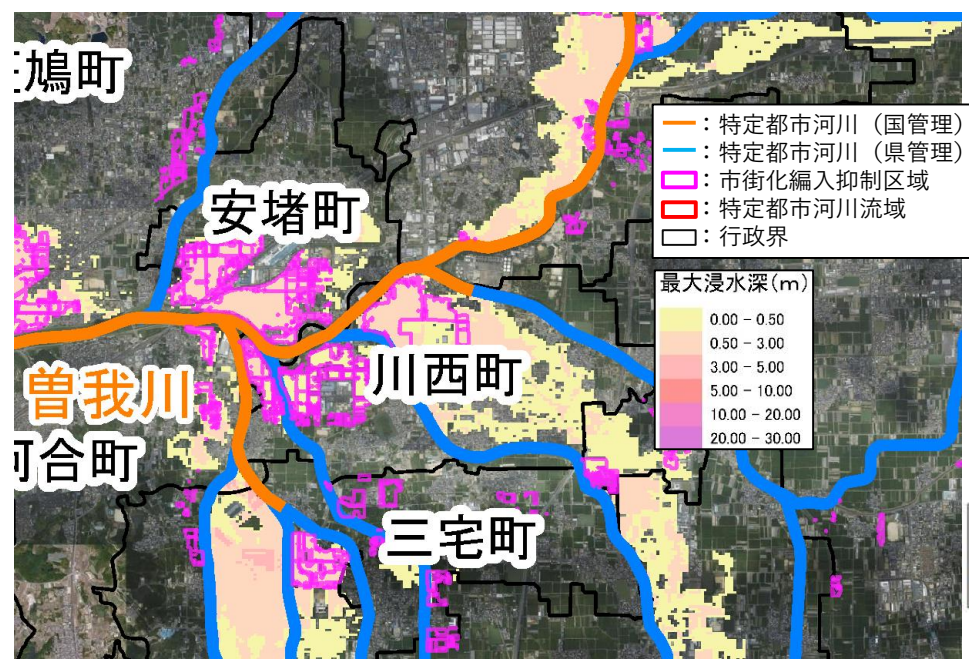 鳩町
安堵町
川西町
曽我川
河合町
三宅町
:特定都市河川(国管理)
:特定都市河川(県管理)
:市街化編入抑制区域
:特定都市河川流域
:行政界
最大浸水深(m)
0.00 - 0.50
0.50 - 3.00
3.00 - 5.00
5.00 - 10.00
10.00 - 20.00
20.00 - 30.00